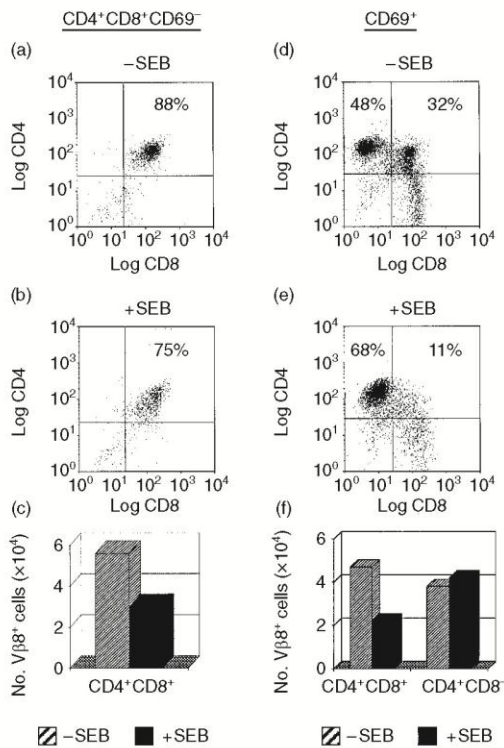 CD4⁺CD8⁺CD69⁻
(a)
−SEB
88%
Log CD4
10⁴
10³
10²
10¹
10⁰
10⁰ 10¹ 10² 10³ 10⁴
Log CD8
(b)
+SEB
75%
Log CD4
10⁴
10³
10²
10¹
10⁰
10⁰ 10¹ 10² 10³ 10⁴
Log CD8
(c)
No. Vβ8⁺ cells (×10⁴)
6
4
2
0
CD4⁺CD8⁺
−SEB +SEB
CD69⁺
(d)
−SEB
48% 32%
Log CD4
10⁴
10³
10²
10¹
10⁰
10⁰ 10¹ 10² 10³ 10⁴
Log CD8
(e)
+SEB
68% 11%
Log CD4
10⁴
10³
10²
10¹
10⁰
10⁰ 10¹ 10² 10³ 10⁴
Log CD8
(f)
No. Vβ8⁺ cells (×10⁴)
6
4
2
0
CD4⁺CD8⁺ CD4⁺CD8⁻
−SEB +SEB